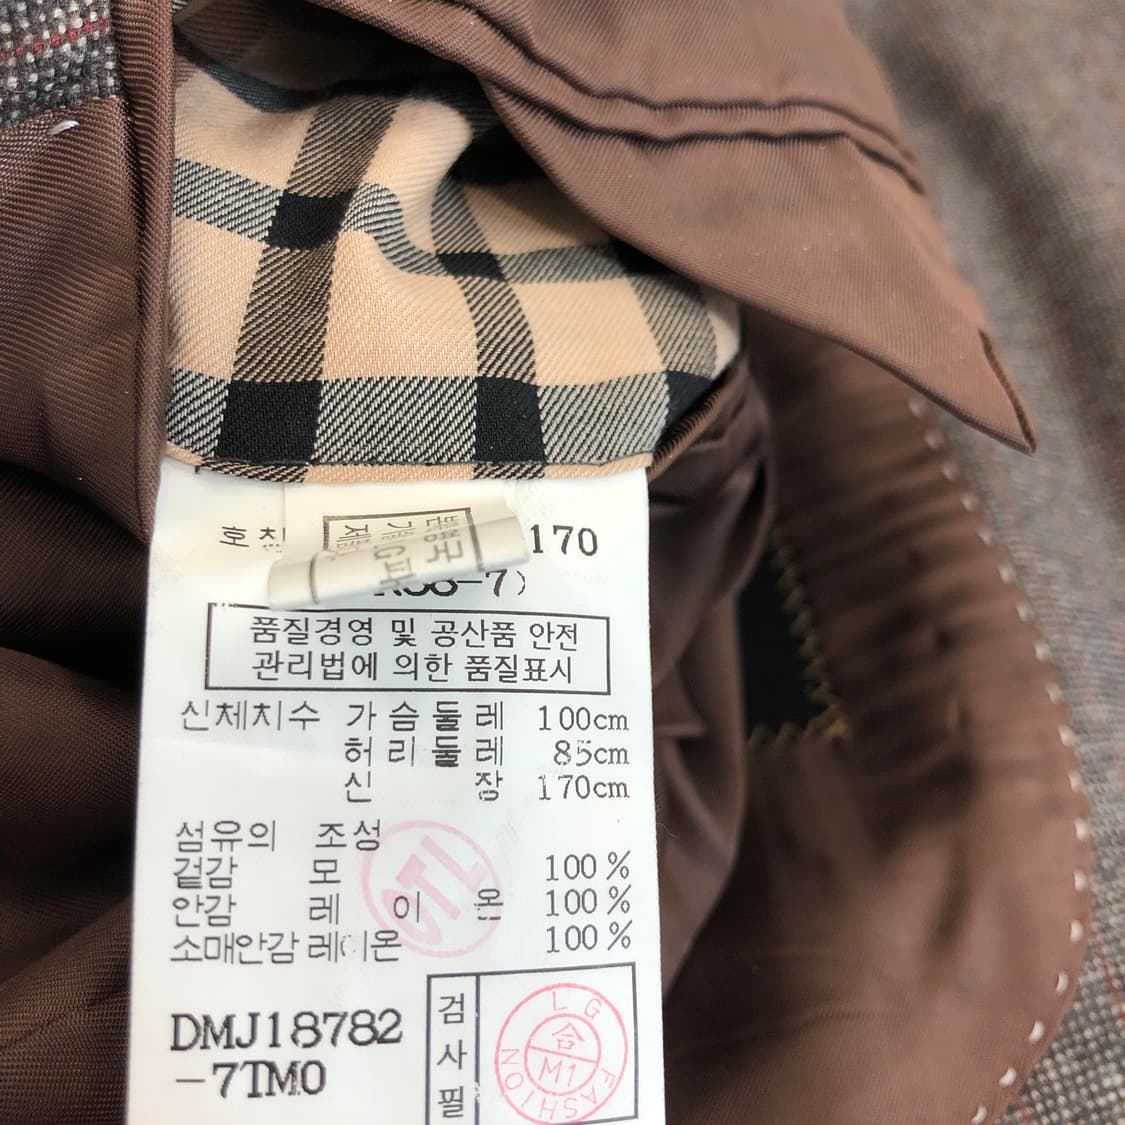 호칭 170
-7)
품질경영 및 공산품 안전
관리법에 의한 품질표시
신체치수 가슴둘레 100cm
허리둘레 85cm
신장 170cm
섬유의 조성
겉감 모 100%
안감 레이온 100%
소매안감 레이온 100%
DMJ18782
-7TM0
검사필
LG FASHION
合
M1